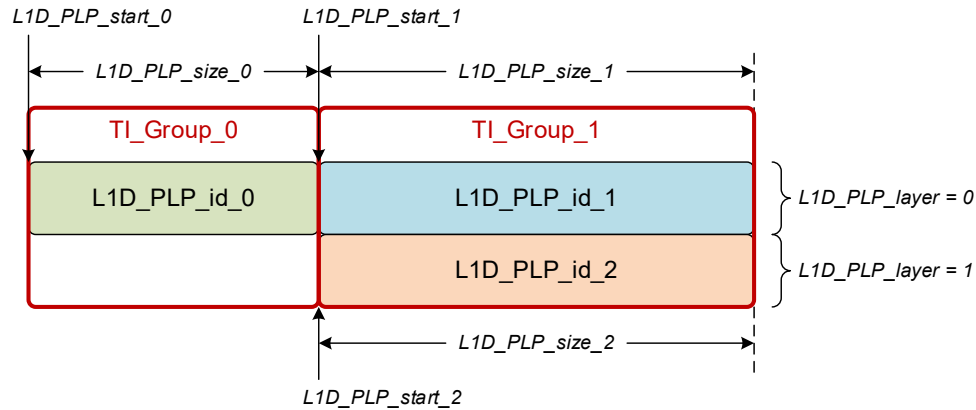 L1D_PLP_start_0
L1D_PLP_start_1
L1D_PLP_size_0
L1D_PLP_size_1
TI_Group_0
TI_Group_1
L1D_PLP_id_0
L1D_PLP_id_1
L1D_PLP_layer = 0
L1D_PLP_id_2
L1D_PLP_layer = 1
L1D_PLP_size_2
L1D_PLP_start_2